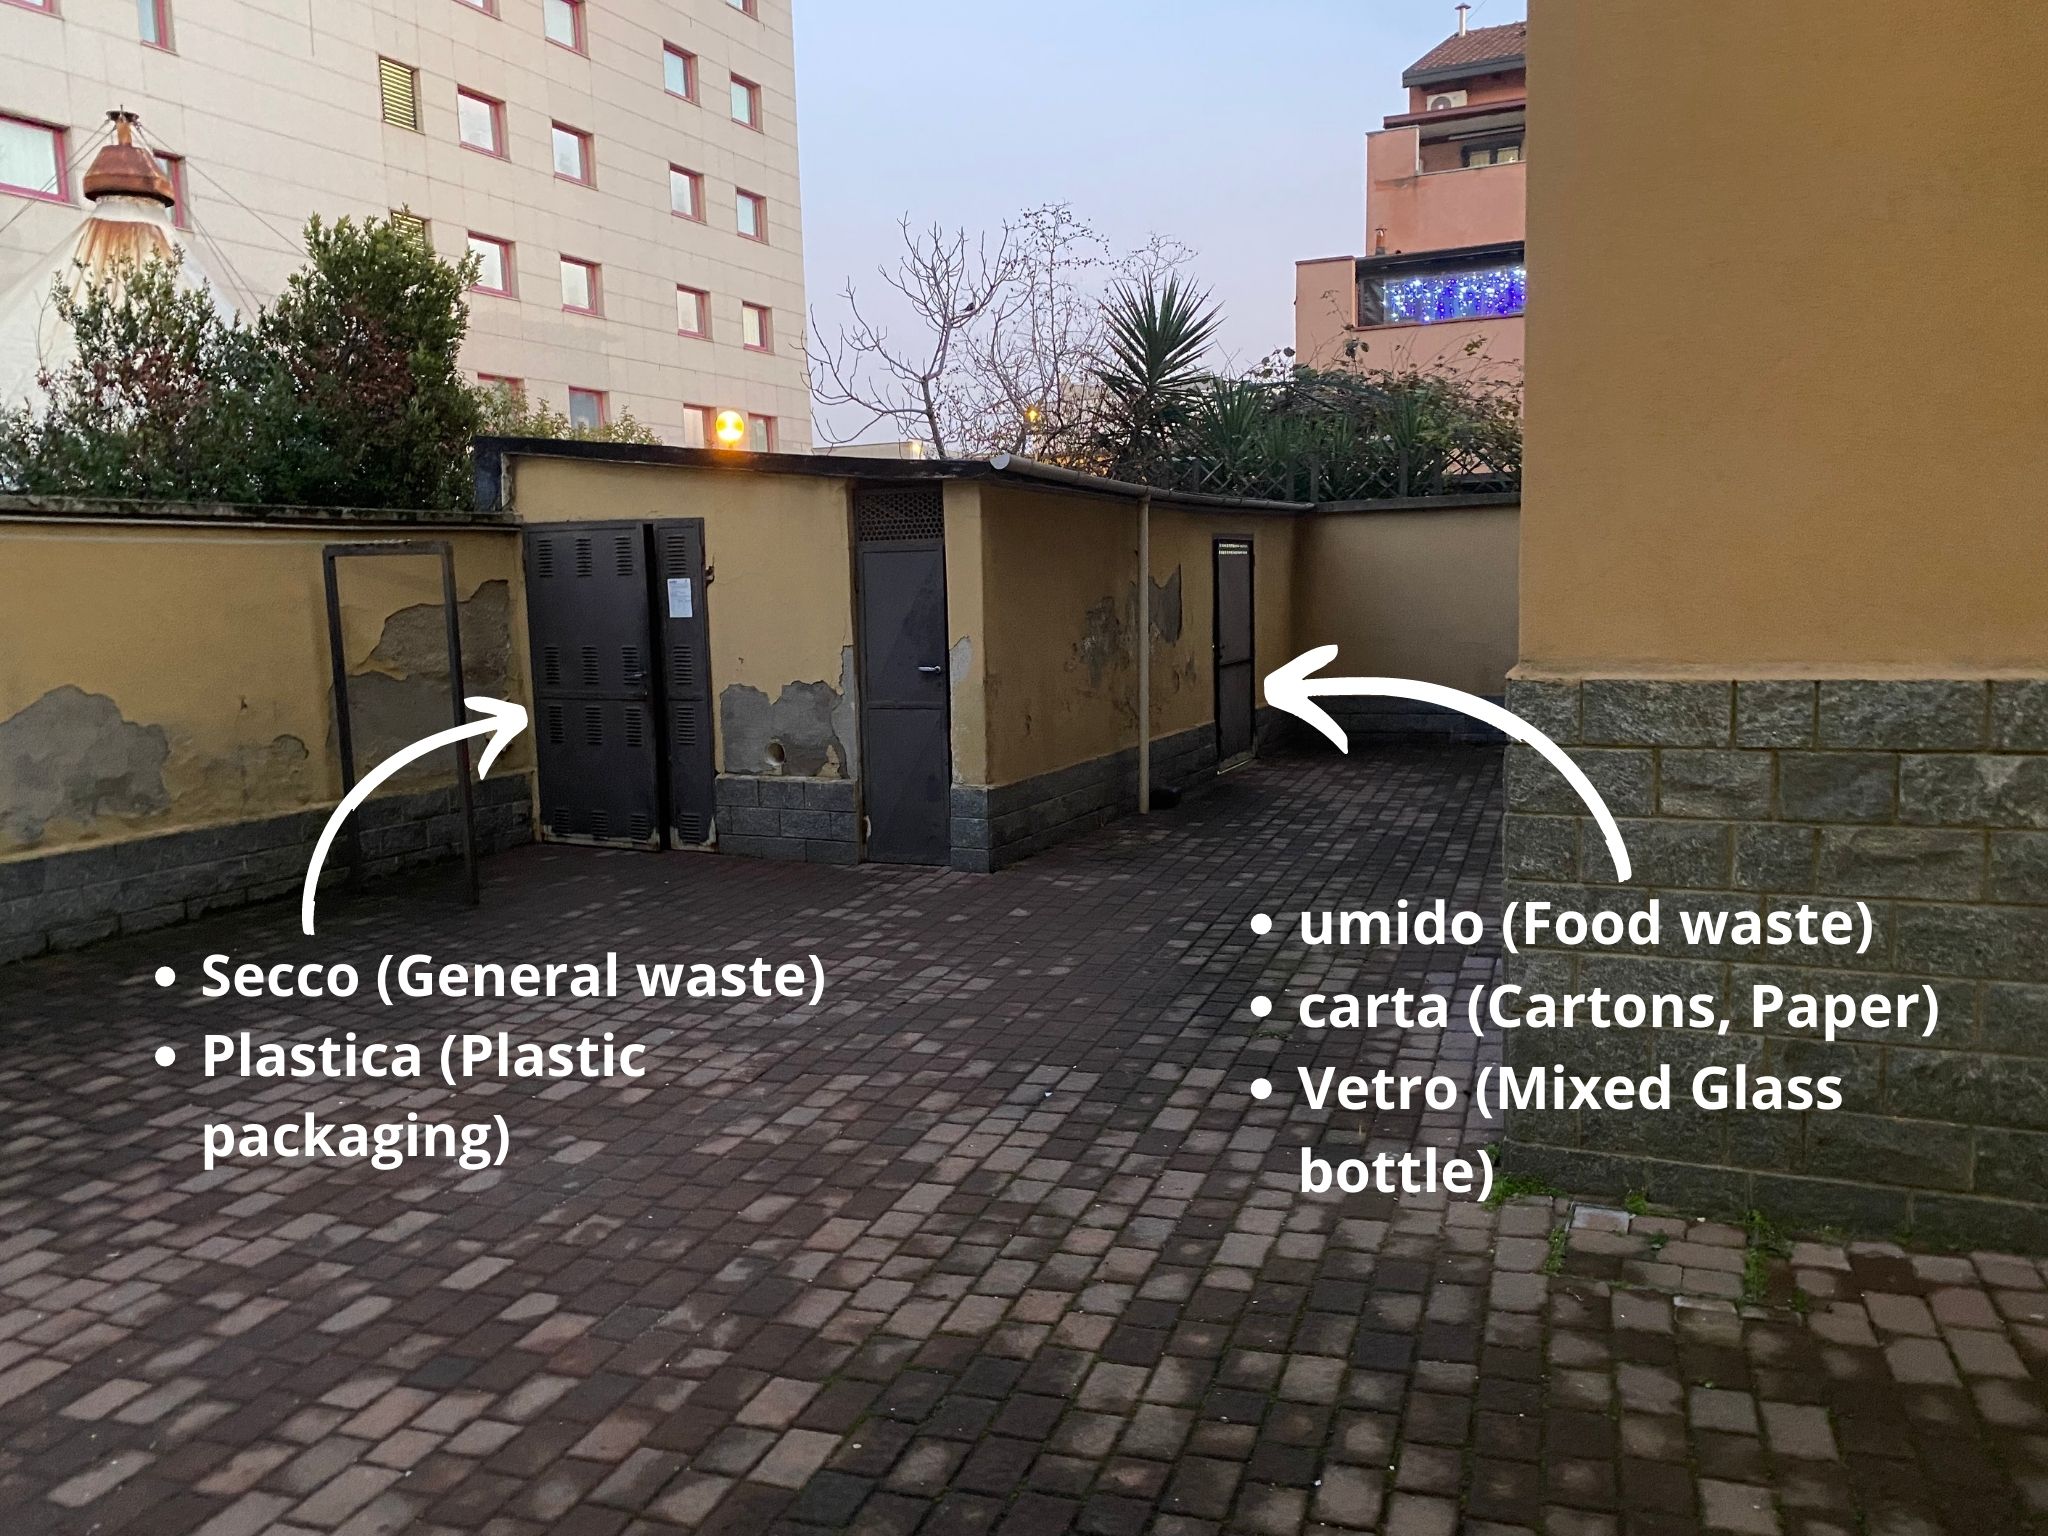 • Secco (General waste)
• Plastica (Plastic
packaging)
• umido (Food waste)
• carta (Cartons, Paper)
• Vetro (Mixed Glass
bottle)